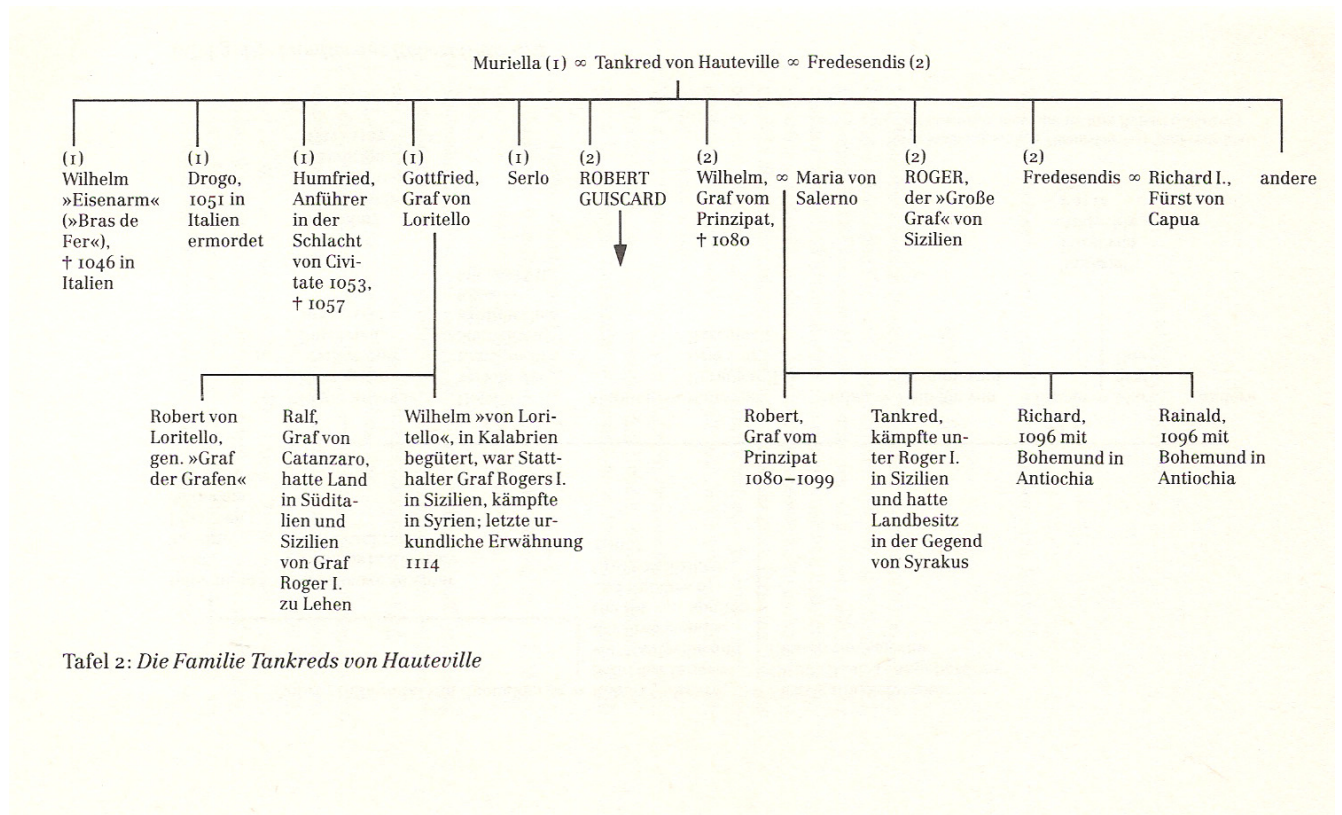 Muriella (1) ∞ Tankred von Hauteville ∞ Fredesendis (2)
(1)
Wilhelm
»Eisenarm«
(»Bras de
Fer«),
† 1046 in
Italien
(1)
Drogo,
1051 in
Italien
ermordet
(1)
Humfried,
Anführer
in der
Schlacht
von Civi-
tate 1053,
† 1057
(1)
Gottfried,
Graf von
Loritello
(1)
Serlo
(2)
ROBERT
GUISCARD
(2)
Wilhelm, ∞ Maria von
Graf vom Salerno
Prinzipat,
† 1080
(2)
ROGER,
der »Große
Graf« von
Sizilien
(2)
Fredesendis ∞ Richard I.,
Fürst von
Capua
andere
Robert von
Loritello,
gen. »Graf
der Grafen«
Ralf,
Graf von
Catanzaro,
hatte Land
in Südita-
lien und
Sizilien
von Graf
Roger I.
zu Lehen
Wilhelm »von Lori-
tello«, in Kalabrien
begütert, war Statt-
halter Graf Rogers I.
in Sizilien, kämpfte
in Syrien; letzte ur-
kundliche Erwähnung
1114
Robert,
Graf vom
Prinzipat
1080–1099
Tankred,
kämpfte un-
ter Roger I.
in Sizilien
und hatte
Landbesitz
in der Gegend
von Syrakus
Richard,
1096 mit
Bohemund in
Antiochia
Rainald,
1096 mit
Bohemund in
Antiochia
Tafel 2: Die Familie Tankreds von Hauteville